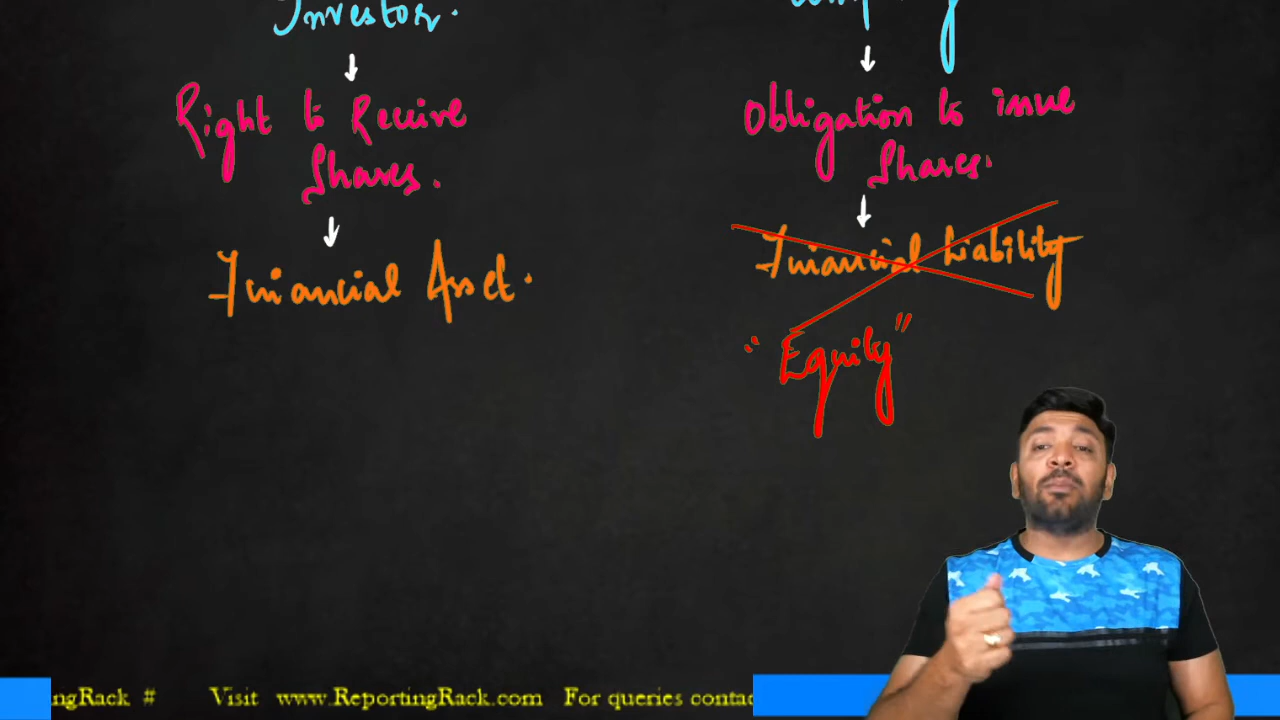 Investor.
↓ ↓
Right to Receive
Shares.
Obligation to issue
Shares.
↓ ↓
Financial Asset.
Financial Liability
"Equity"
ngRack # Visit www.ReportingRack.com For queries contac